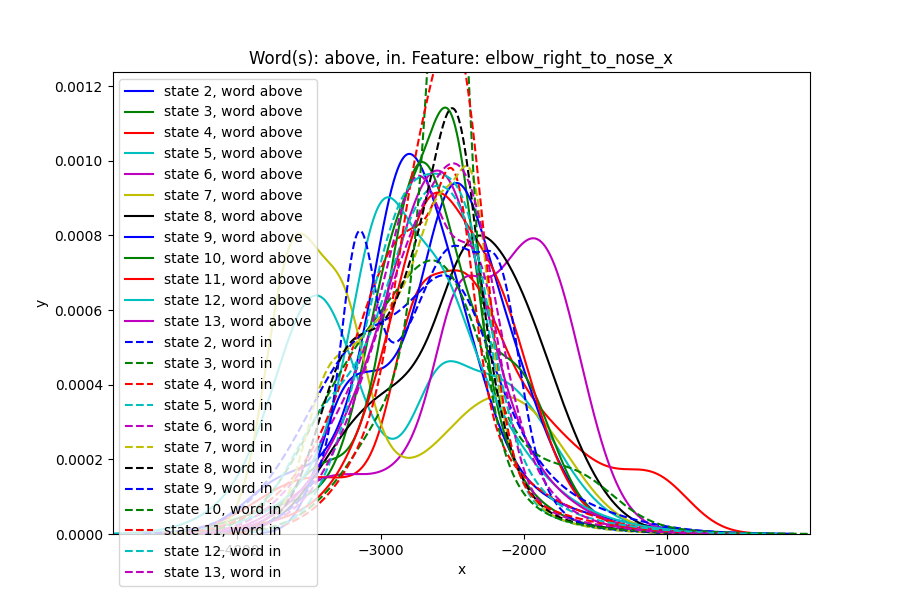 Word(s): above, in. Feature: elbow_right_to_nose_x
0.0012
0.0010
0.0008
0.0006
0.0004
0.0002
0.0000
y
state 2, word above
state 3, word above
state 4, word above
state 5, word above
state 6, word above
state 7, word above
state 8, word above
state 9, word above
state 10, word above
state 11, word above
state 12, word above
state 13, word above
state 2, word in
state 3, word in
state 4, word in
state 5, word in
state 6, word in
state 7, word in
state 8, word in
state 9, word in
state 10, word in
state 11, word in
state 12, word in
state 13, word in
−4000 −3000 −2000 −1000
x